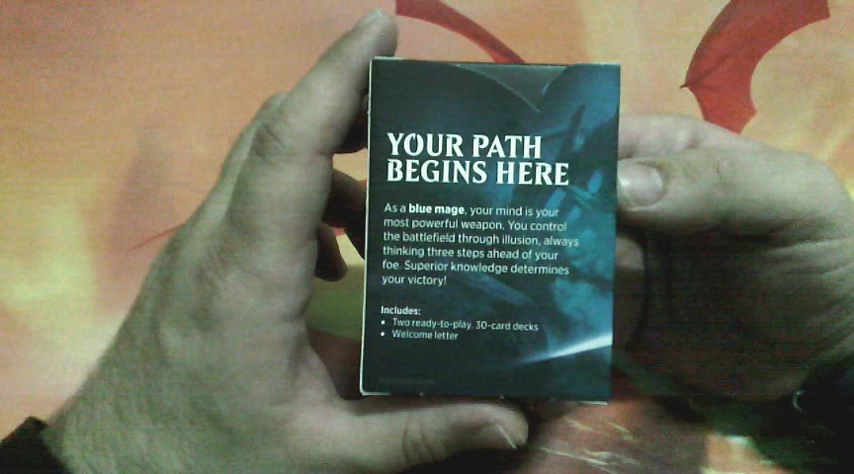 YOUR PATH
BEGINS HERE
As a blue mage, your mind is your
most powerful weapon. You control
the battlefield through illusion, always
thinking three steps ahead of your
foe. Superior knowledge determines
your victory!
Includes:
• Two ready-to-play, 30-card decks
• Welcome letter